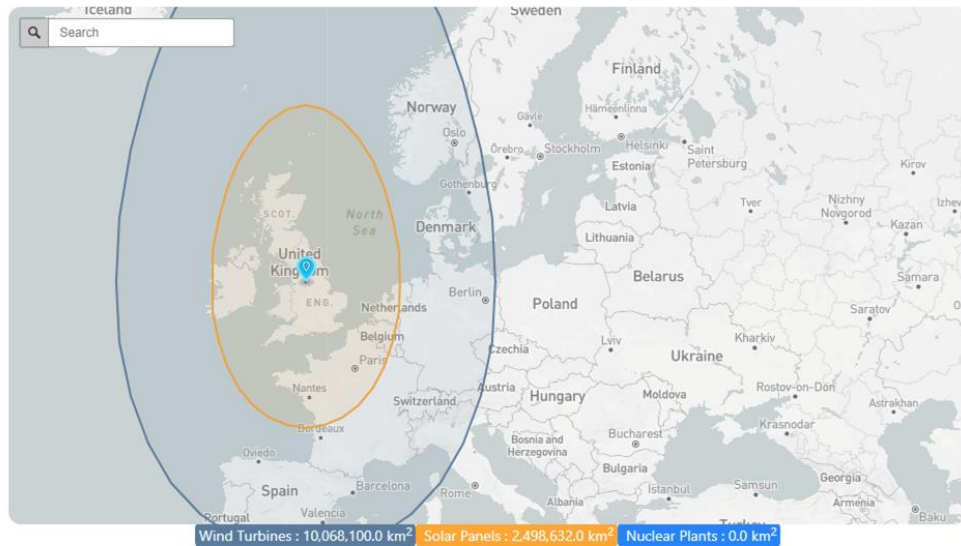 Iceland
Search
Sweden
Finland
Norway
Hämeenlinna
Gävle
Oslo
Helsinki
Örebro
Stockholm
Saint
Petersburg
Estonia
Kirov
Gothenburg
Tver
Nizhny
Novgorod
Izhev
Latvia
SCOT.
North
Sea
Kazan
Denmark
Lithuania
United
Kingdom
Samara
Belarus
Berlin
ENG.
Netherlands
Poland
Saratov
Belgium
Lviv
Kharkiv
Czechia
Paris
Ukraine
Nantes
Austria
Hungary
Moldova
Rostov-on-Don
Switzerland
Astrakhan
Bordeaux
Bosnia and
Herzegovina
Bucharest
Krasnodar
Oviedo
Bulgaria
Barcelona
Georgia
Spain
Rome
Istanbul
Samsun
Albania
Armenia
Portugal
Valencia
Baku
Turkey
Wind Turbines : 10,068,100.0 km² Solar Panels : 2,498,632.0 km² Nuclear Plants : 0.0 km²